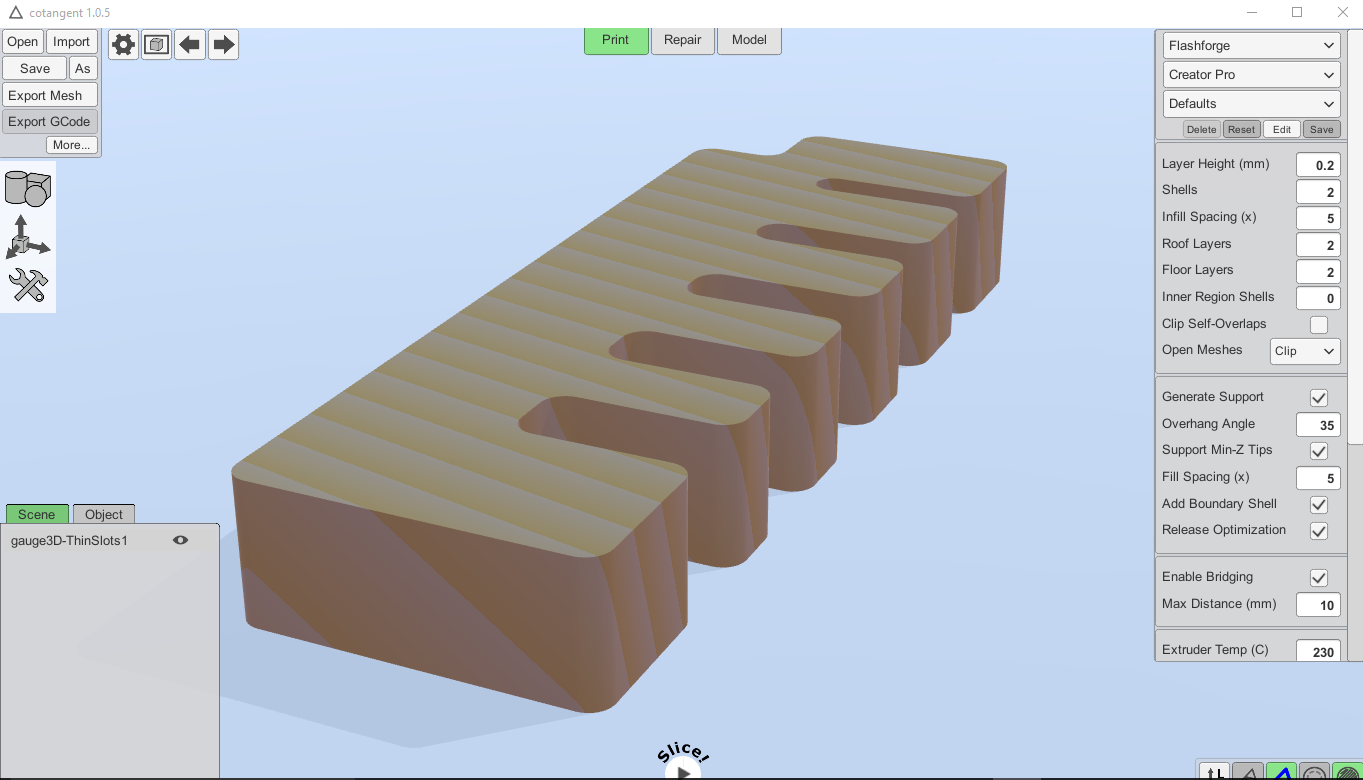 cotangent 1.0.5
Open Import
Save As
Export Mesh
Export GCode
More...
Print Repair Model
Flashforge
Creator Pro
Defaults
Delete Reset Edit Save
Layer Height (mm) 0.2
Shells 2
Infill Spacing (x) 5
Roof Layers 2
Floor Layers 2
Inner Region Shells 0
Clip Self-Overlaps
Open Meshes Clip
Generate Support
Overhang Angle 35
Support Min-Z Tips
Fill Spacing (x) 5
Add Boundary Shell
Release Optimization
Enable Bridging
Max Distance (mm) 10
Extruder Temp (C) 230
Scene Object
gauge3D-ThinSlots1
Slice!